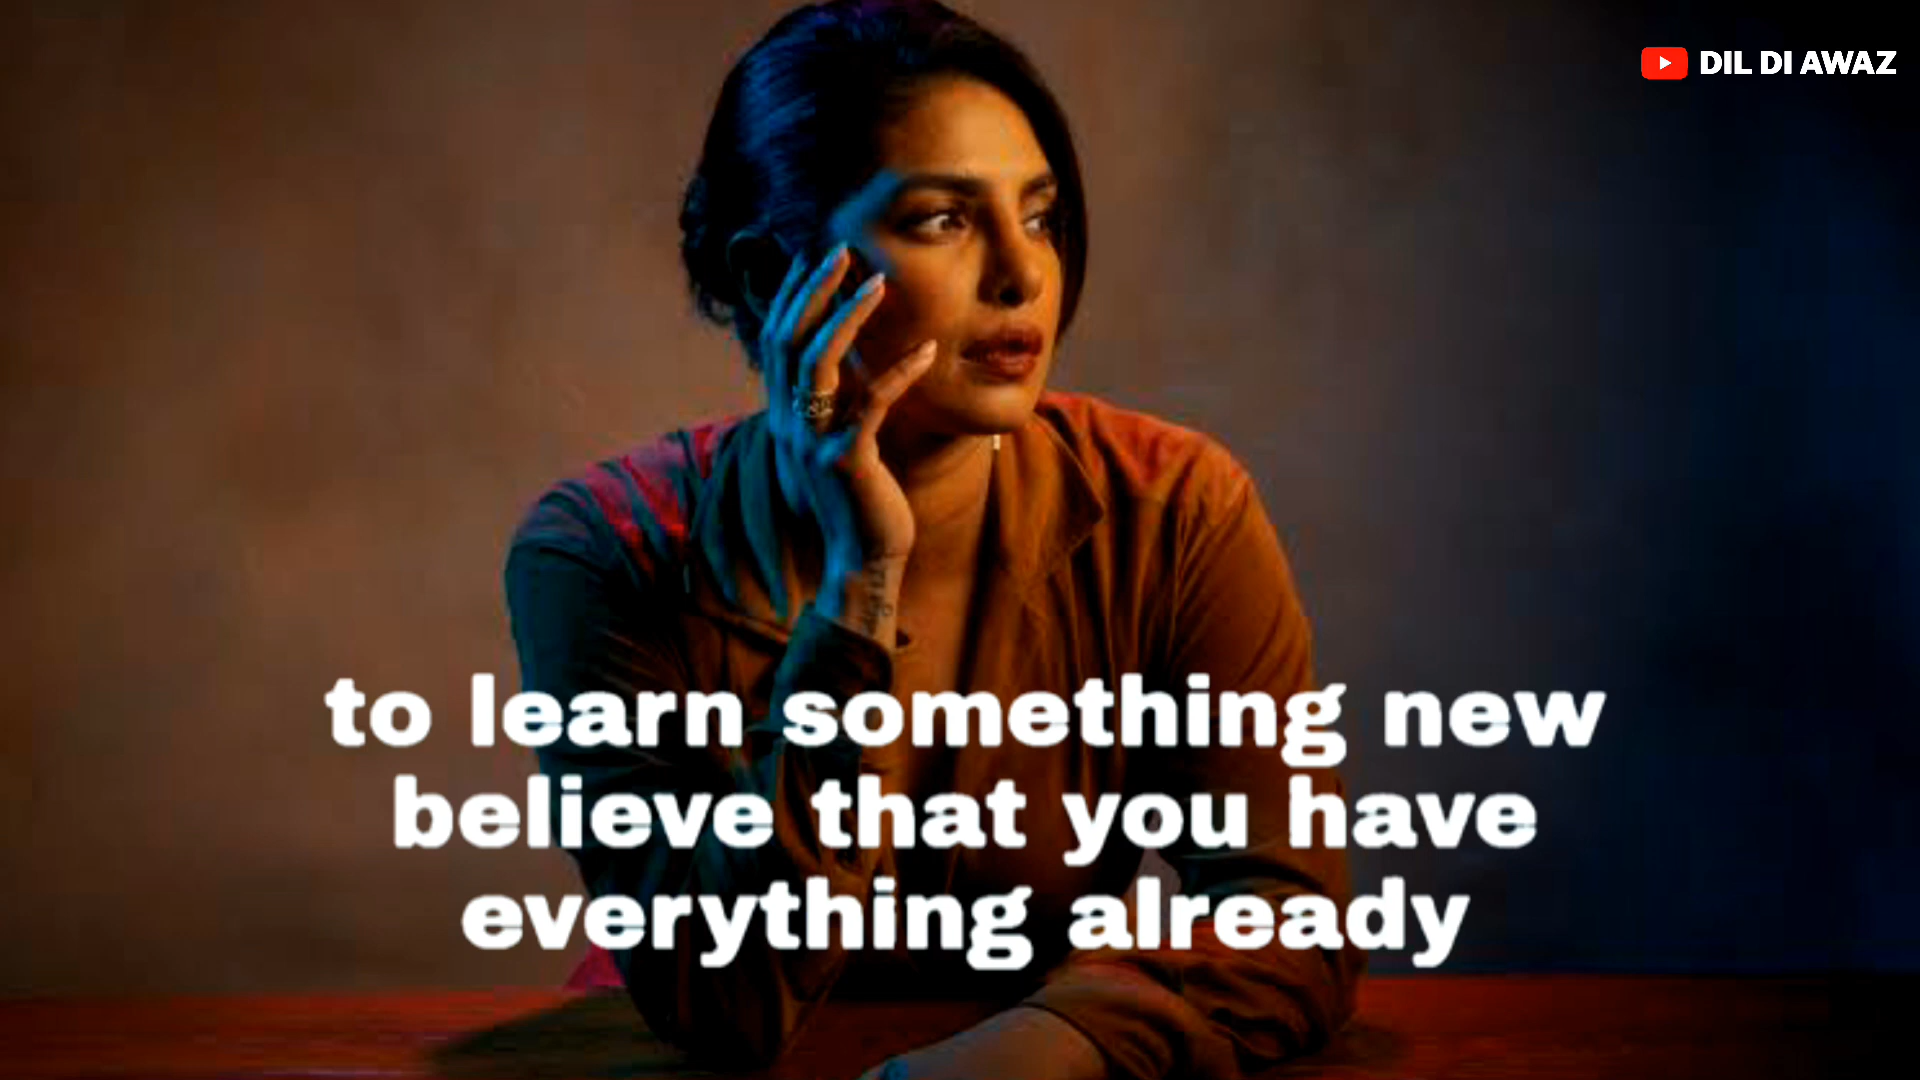 DIL DI AWAZ
to learn something new
believe that you have
everything already